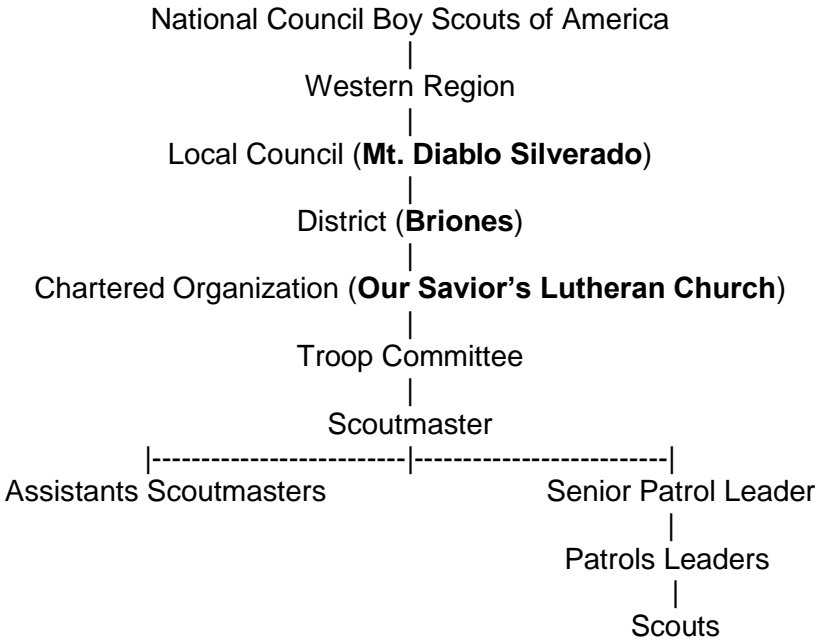 National Council Boy Scouts of America
|
Western Region
|
Local Council (Mt. Diablo Silverado)
|
District (Briones)
|
Chartered Organization (Our Savior's Lutheran Church)
|
Troop Committee
|
Scoutmaster
|--------------------------|--------------------------|
Assistants Scoutmasters Senior Patrol Leader
|
Patrols Leaders
|
Scouts